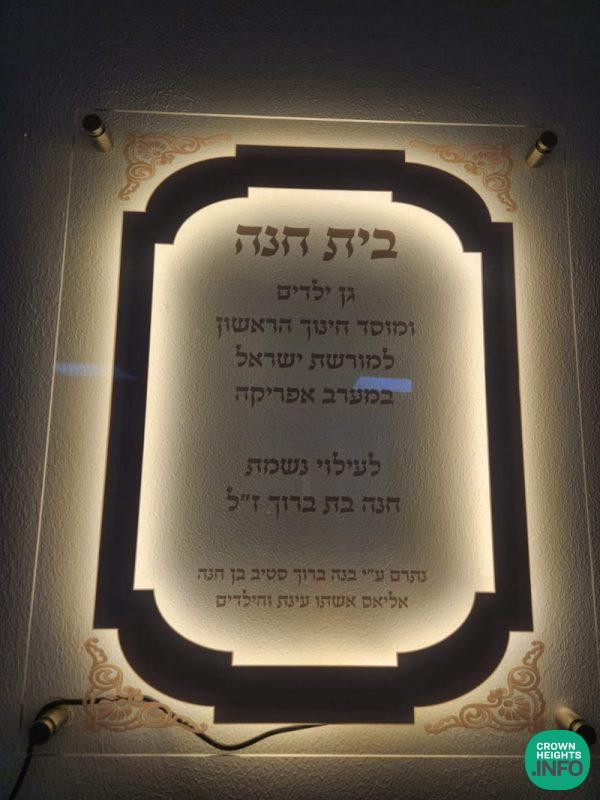 בית חנה
גן ילדים
ומוסד חינוך הראשון
למורשת ישראל
במערב אפריקה
לעילוי נשמת
חנה בת ברוך ז"ל
נתרם ע"י בנה ברוך סטיב בן חנה
אליאס אשתו עינת והילדים
CROWN
HEIGHTS
.INFO